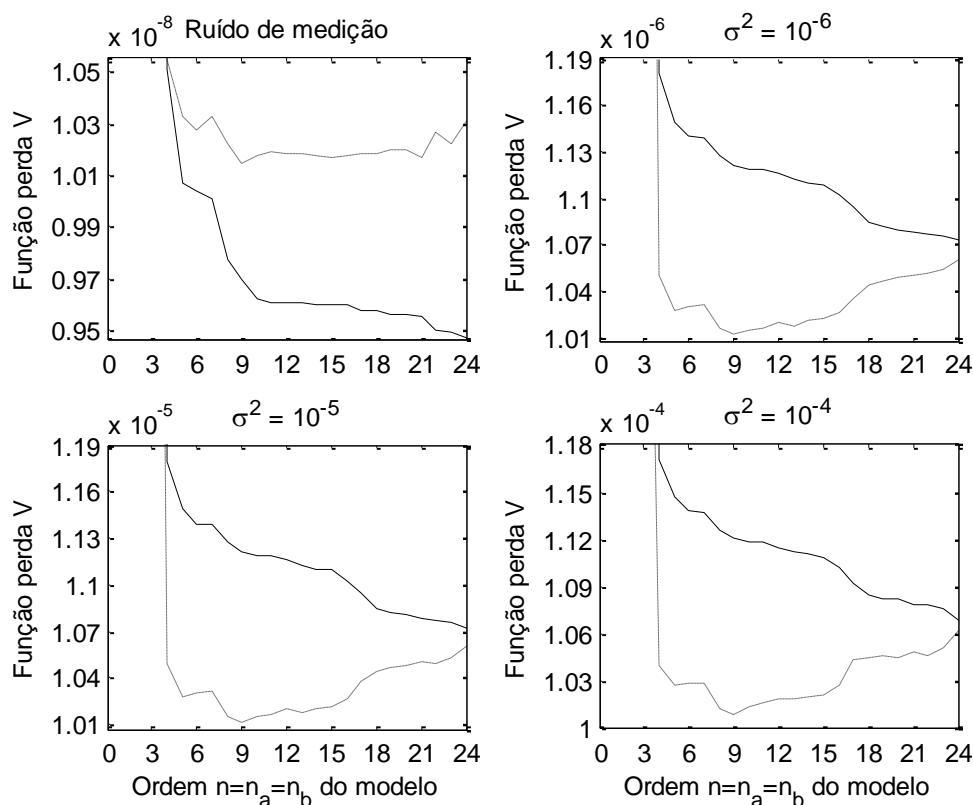 x 10^-8 Ruído de medição
Função perda V
1.05
1.03
1.01
0.99
0.97
0.95
0 3 6 9 12 15 18 21 24
x 10^-6 σ^2 = 10^-6
Função perda V
1.19
1.16
1.13
1.1
1.07
1.04
1.01
0 3 6 9 12 15 18 21 24
x 10^-5 σ^2 = 10^-5
Função perda V
1.19
1.16
1.13
1.1
1.07
1.04
1.01
0 3 6 9 12 15 18 21 24
Ordem n=n_a=n_b do modelo
x 10^-4 σ^2 = 10^-4
Função perda V
1.18
1.15
1.12
1.09
1.06
1.03
1
0 3 6 9 12 15 18 21 24
Ordem n=n_a=n_b do modelo